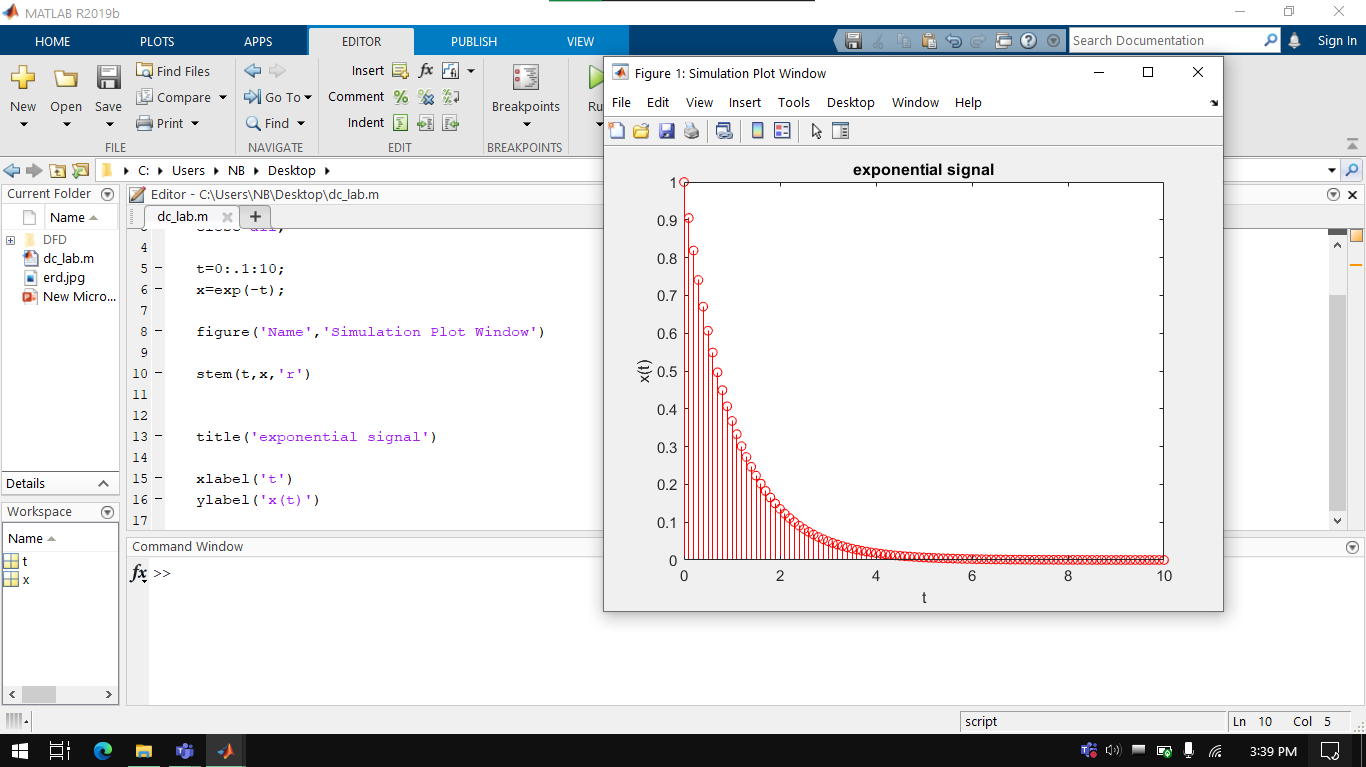 MATLAB R2019b
HOME PLOTS APPS EDITOR PUBLISH VIEW
Search Documentation
Sign In
New Open Save
Find Files
Compare
Print
FILE
Go To
Find
NAVIGATE
Insert fx
Comment %
Indent
EDIT
Breakpoints
BREAKPOINTS
C: Users NB Desktop
Current Folder
Name
DFD
dc_lab.m
erd.jpg
New Micro...
Details
Workspace
Name
t
x
Editor - C:\Users\NB\Desktop\dc_lab.m
dc_lab.m
4
5 t=0:.1:10;
6 x=exp(-t);
7
8 figure('Name','Simulation Plot Window')
9
10 stem(t,x,'r')
11
12
13 title('exponential signal')
14
15 xlabel('t')
16 ylabel('x(t)')
17
Command Window
fx >>
Figure 1: Simulation Plot Window
File Edit View Insert Tools Desktop Window Help
exponential signal
1
0.9
0.8
0.7
0.6
0.5
0.4
0.3
0.2
0.1
0
x(t)
0 2 4 6 8 10
t
script
Ln 10 Col 5
3:39 PM